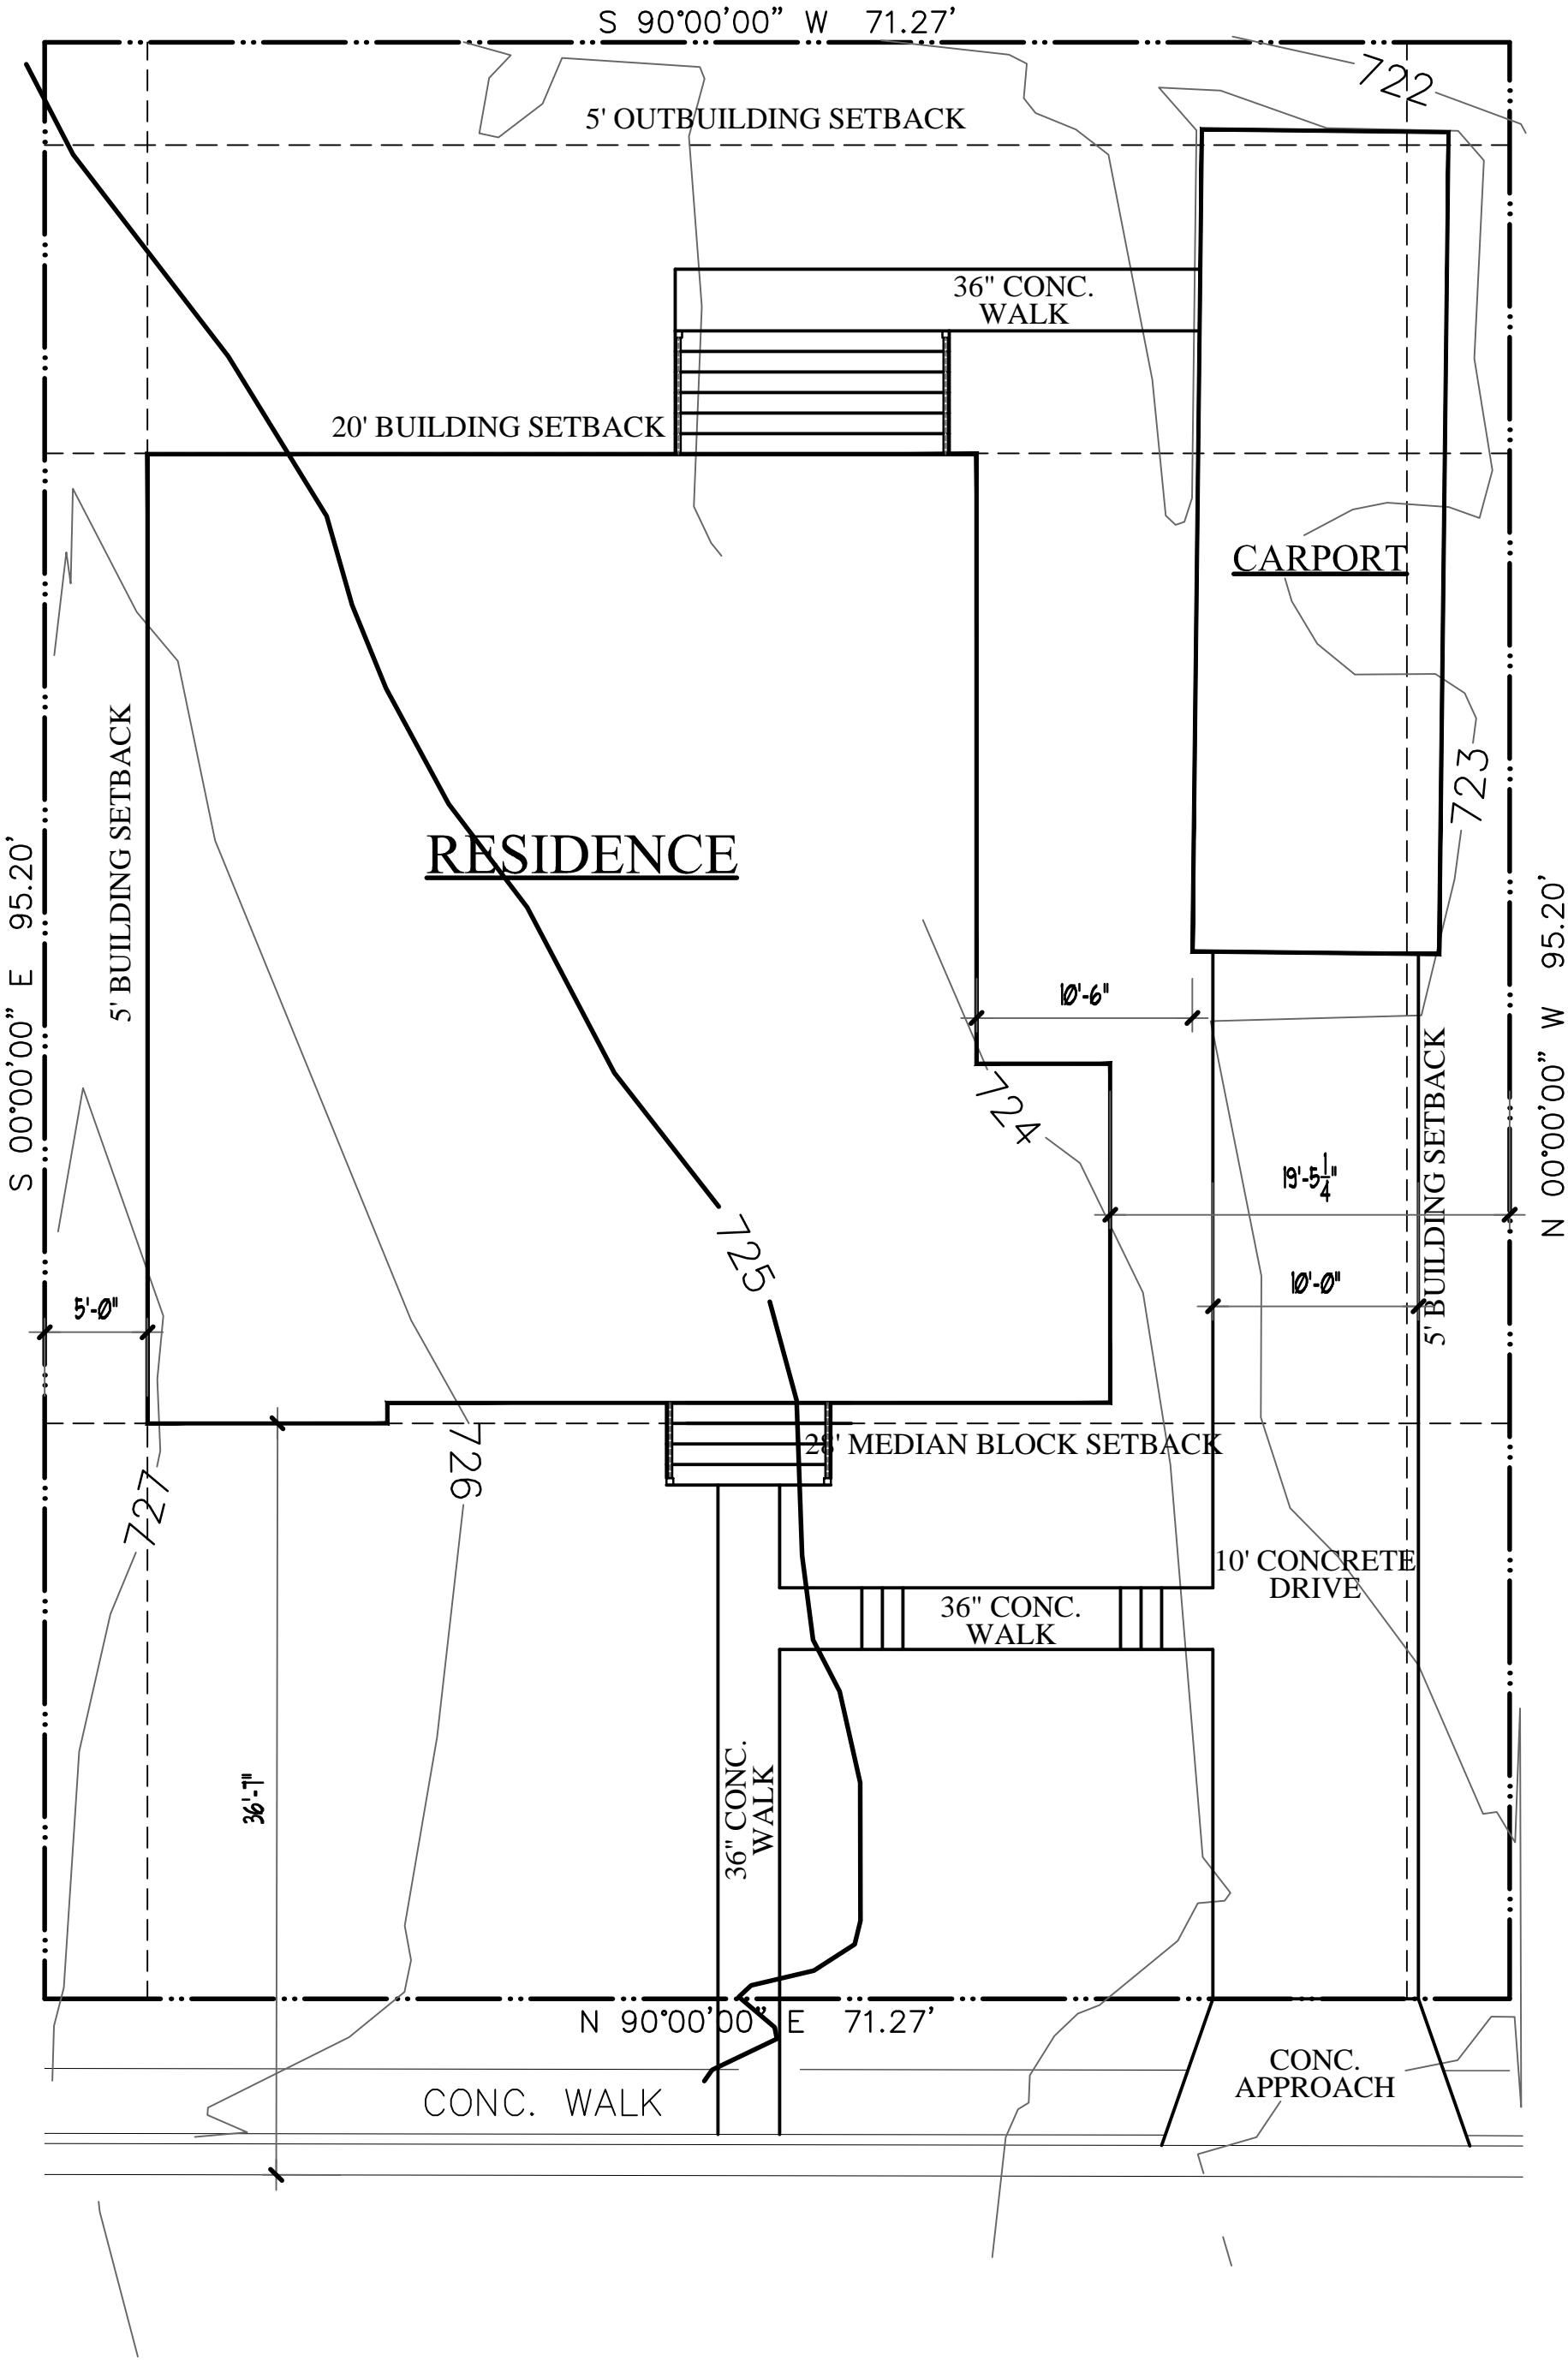 S 90°00'00" W 71.27'
722
5' OUTBUILDING SETBACK
36" CONC.
WALK
20' BUILDING SETBACK
CARPORT
5' BUILDING SETBACK
723
RESIDENCE
S 00°00'00" E 95.20'
N 00°00'00" W 95.20'
10'-6"
724
5' BUILDING SETBACK
19'-5 1/4"
725
10'-0"
5'-0"
28' MEDIAN BLOCK SETBACK
726
727
10' CONCRETE
DRIVE
36" CONC.
WALK
36" CONC.
WALK
36'-7"
N 90°00'00" E 71.27'
CONC.
APPROACH
CONC. WALK